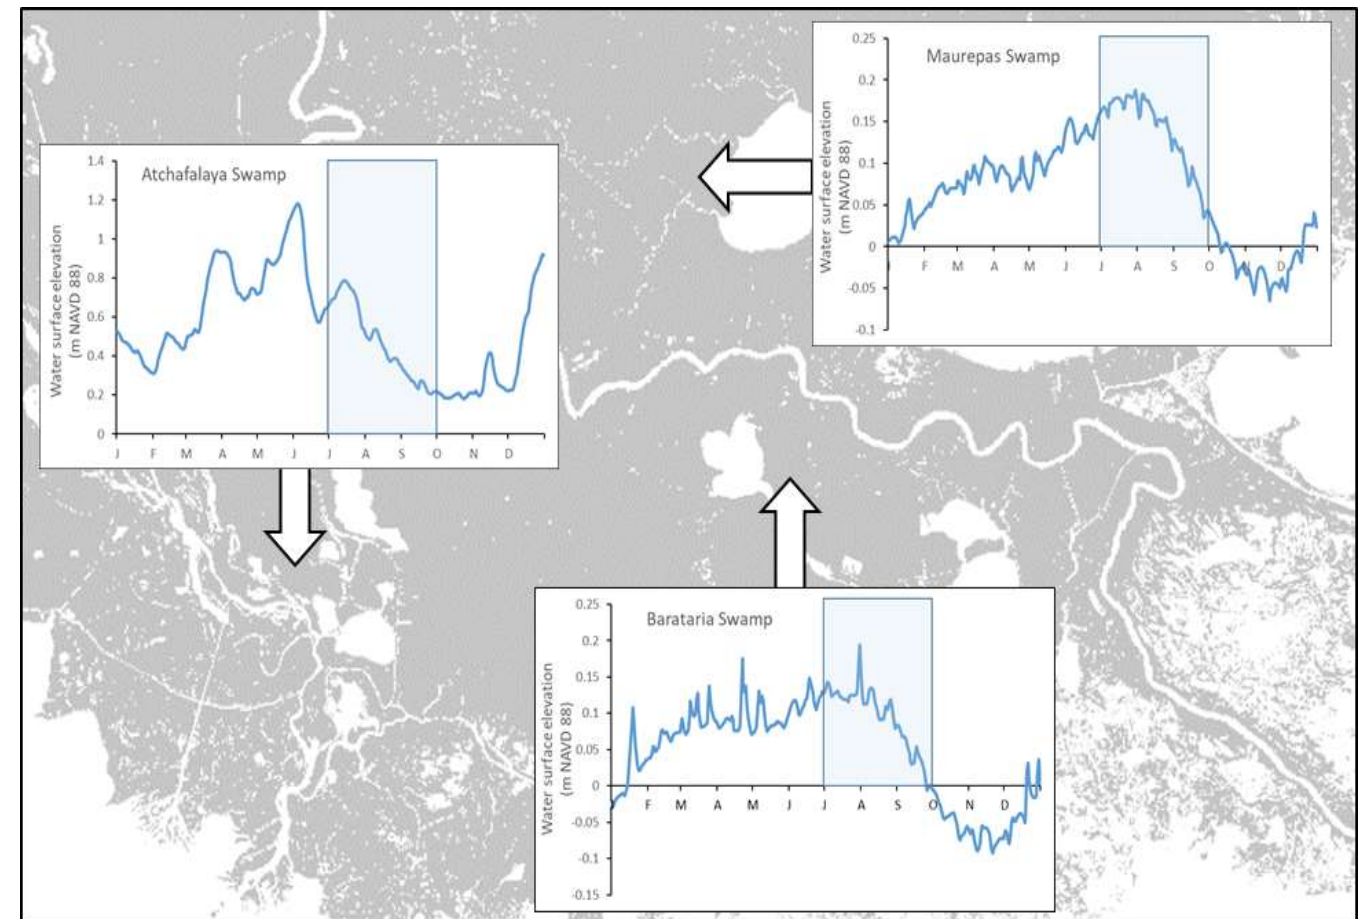 Atchafalaya Swamp
Water surface elevation
(m NAVD 88)
1.4
1.2
1
0.8
0.6
0.4
0.2
0
J F M A M J J A S O N D
Maurepas Swamp
Water surface elevation
(m NAVD 88)
0.25
0.2
0.15
0.1
0.05
0
-0.05
-0.1
J F M A M J J A S O N D
Barataria Swamp
Water surface elevation
(m NAVD 88)
0.25
0.2
0.15
0.1
0.05
0
-0.05
-0.1
-0.15
F M A M J J A S O N D